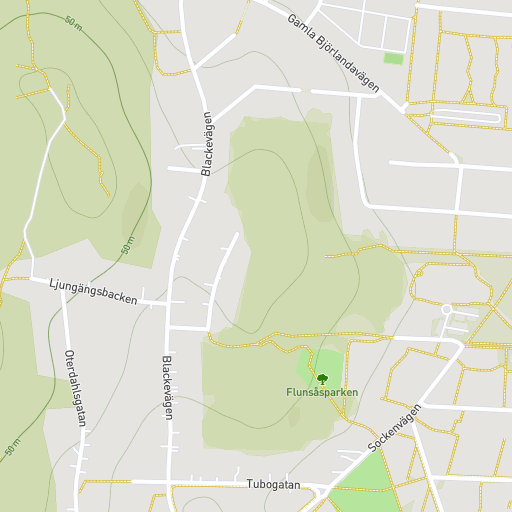 50 m
Gamla Björlandavägen
Blackevägen
50 m
Ljungängsbacken
Oterdahlsgatan
Blackevägen
Flunsåsparken
Sockenvägen
50 m
Tubogatan